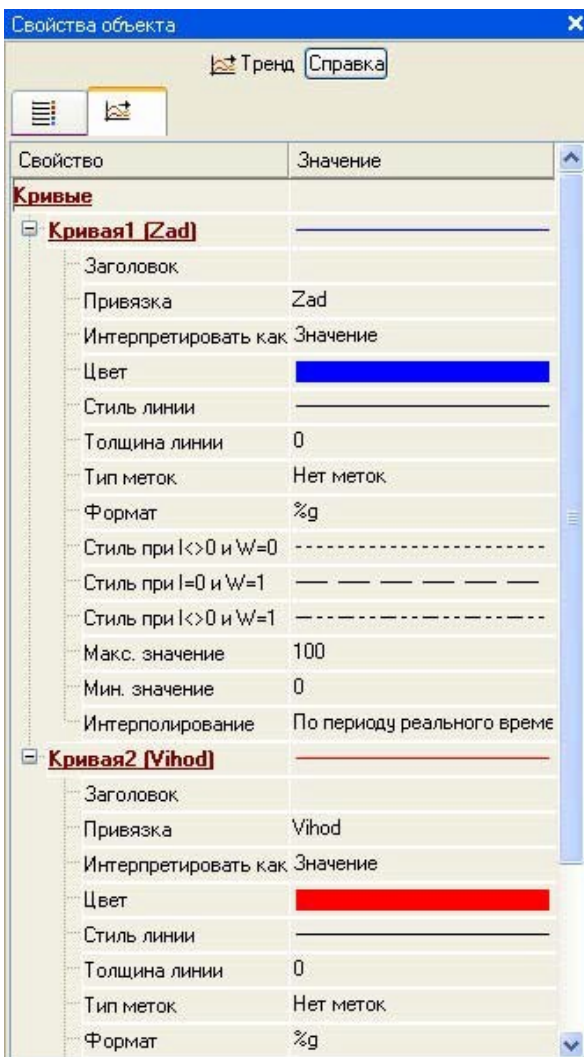 Свойства объекта
Тренд Справка
Свойство Значение
Кривые
Кривая1 (Zad)
Заголовок
Привязка Zad
Интерпретировать как Значение
Цвет
Стиль линии
Толщина линии 0
Тип меток Нет меток
Формат %g
Стиль при I<>0 и W=0
Стиль при I=0 и W=1
Стиль при I<>0 и W=1
Макс. значение 100
Мин. значение 0
Интерполирование По периоду реального време
Кривая2 (Vihod)
Заголовок
Привязка Vihod
Интерпретировать как Значение
Цвет
Стиль линии
Толщина линии 0
Тип меток Нет меток
Формат %g